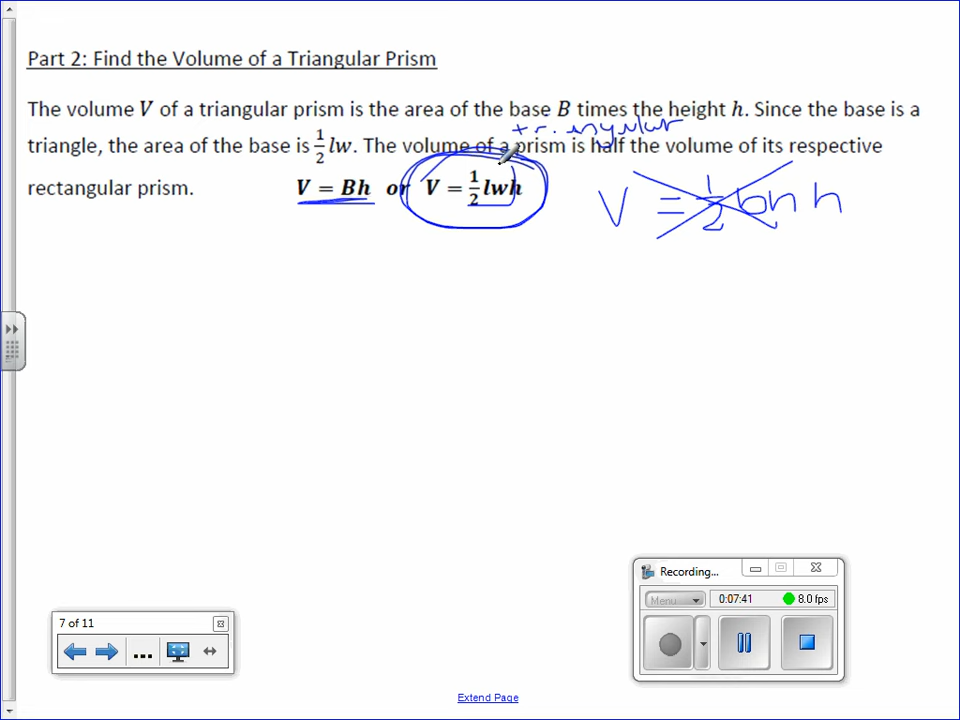 Part 2: Find the Volume of a Triangular Prism
The volume V of a triangular prism is the area of the base B times the height h. Since the base is a
triangular
triangle, the area of the base is 1/2 lw. The volume of a prism is half the volume of its respective
rectangular prism. V = Bh or V = 1/2 lwh
V = 1/2 bh h
Recording...
Menu 0:07:41 8.0 fps
7 of 11
...
Extend Page